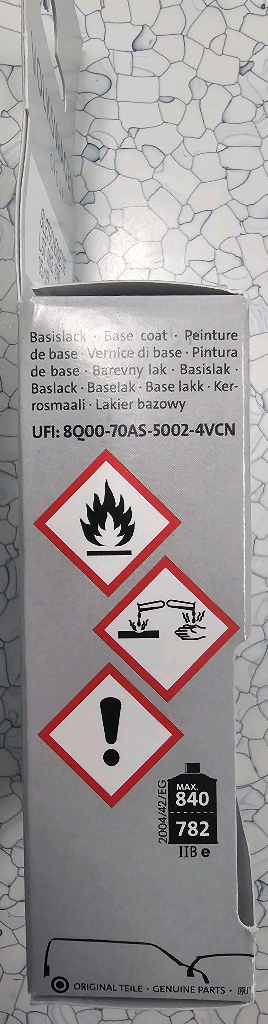 Basislack · Base coat · Peinture
de base · Vernice di base · Pintura
de base · Barevny lak · Basislak ·
Baslack · Baselak · Base lakk · Ker-
rosmaali · Lakier bazowy
UFI: 8Q00-70AS-5002-4VCN
2004/42/EG
MAX.
840
782
IIB e
ORIGINAL TEILE · GENUINE PARTS ·